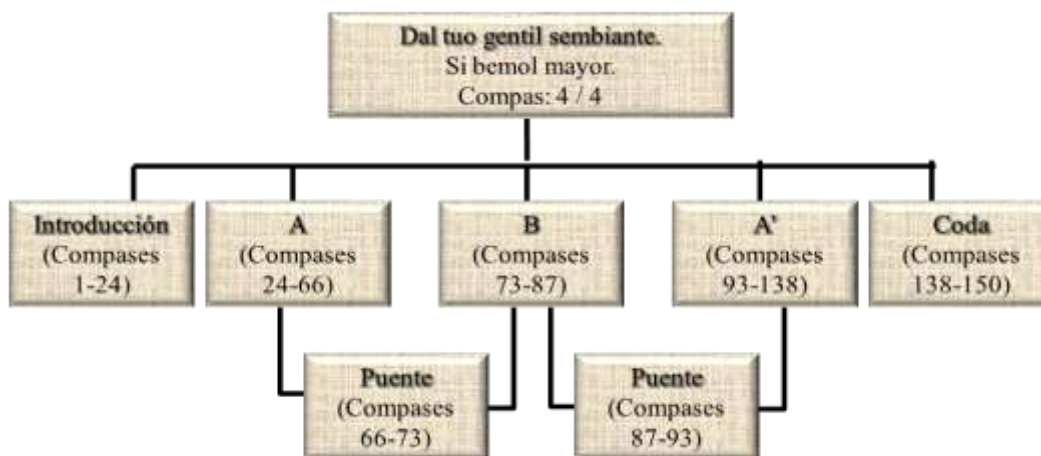 Dal tuo gentil sembiante.
Si bemol mayor.
Compas: 4 / 4
Introducción
(Compases
1-24)
A
(Compases
24-66)
B
(Compases
73-87)
A'
(Compases
93-138)
Coda
(Compases
138-150)
Puente
(Compases
66-73)
Puente
(Compases
87-93)